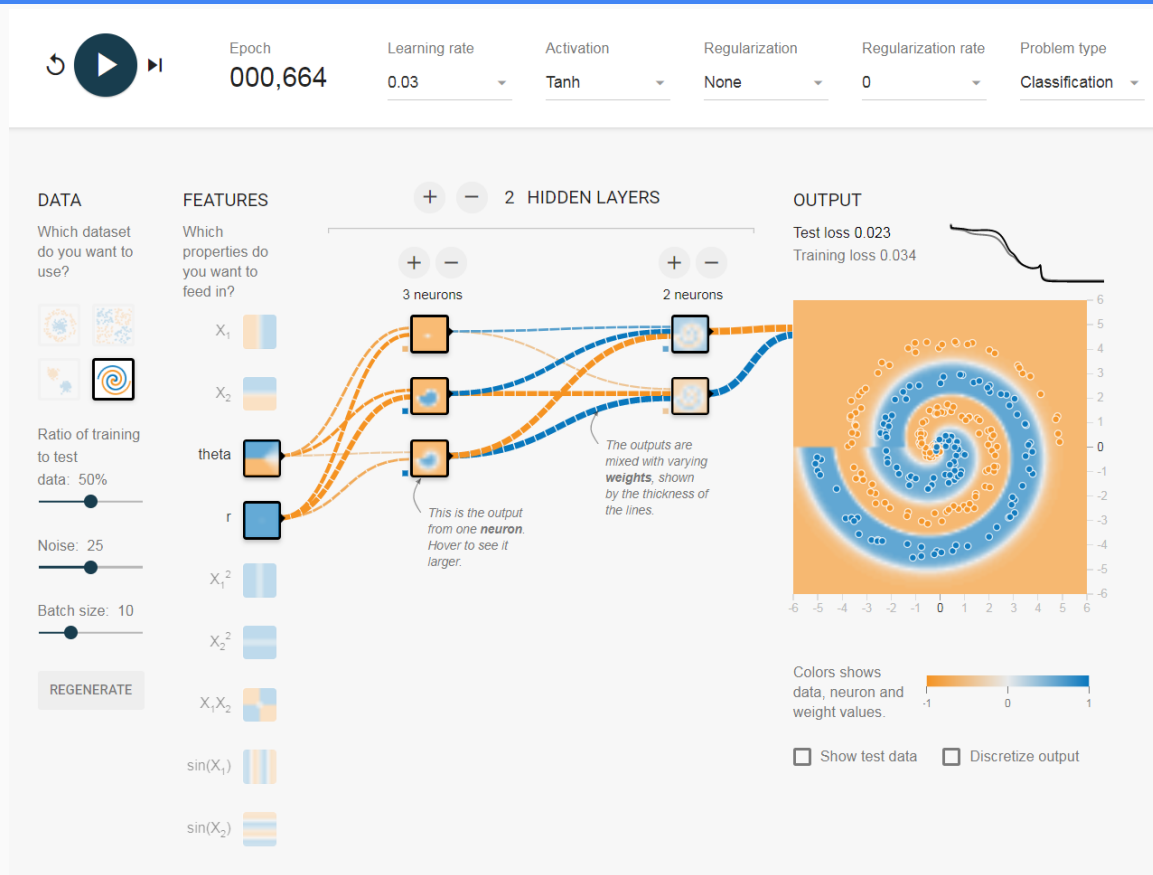 Epoch
000,664
Learning rate
0.03
Activation
Tanh
Regularization
None
Regularization rate
0
Problem type
Classification
DATA
Which dataset
do you want to
use?
Ratio of training
to test
data: 50%
Noise: 25
Batch size: 10
REGENERATE
FEATURES
Which
properties do
you want to
feed in?
X₁
X₂
theta
r
X₁²
X₂²
X₁X₂
sin(X₁)
sin(X₂)
2 HIDDEN LAYERS
3 neurons
2 neurons
This is the output
from one neuron.
Hover to see it
larger.
The outputs are
mixed with varying
weights, shown
by the thickness of
the lines.
OUTPUT
Test loss 0.023
Training loss 0.034
6
5
4
3
2
1
0
-1
-2
-3
-4
-5
-6
-6 -5 -4 -3 -2 -1 0 1 2 3 4 5 6
Colors shows
data, neuron and
weight values.
-1 0 1
Show test data
Discretize output